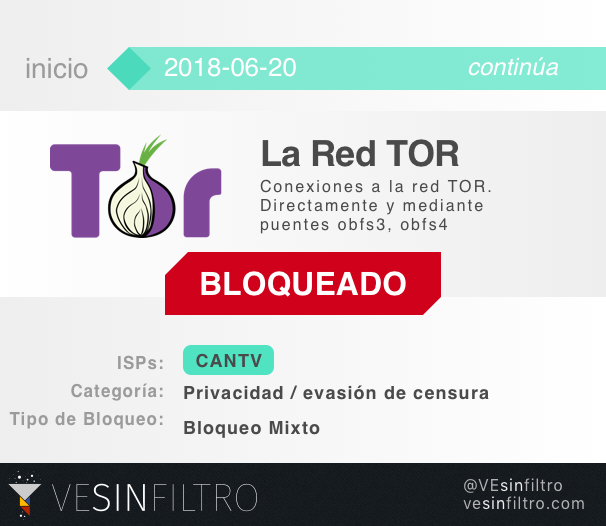 inicio 2018-06-20 continúa
Tor
La Red TOR
Conexiones a la red TOR.
Directamente y mediante
puentes obfs3, obfs4
BLOQUEADO
ISPs: CANTV
Categoría: Privacidad / evasión de censura
Tipo de Bloqueo: Bloqueo Mixto
VESINFILTRO
@VEsinfiltro
vesinfiltro.com